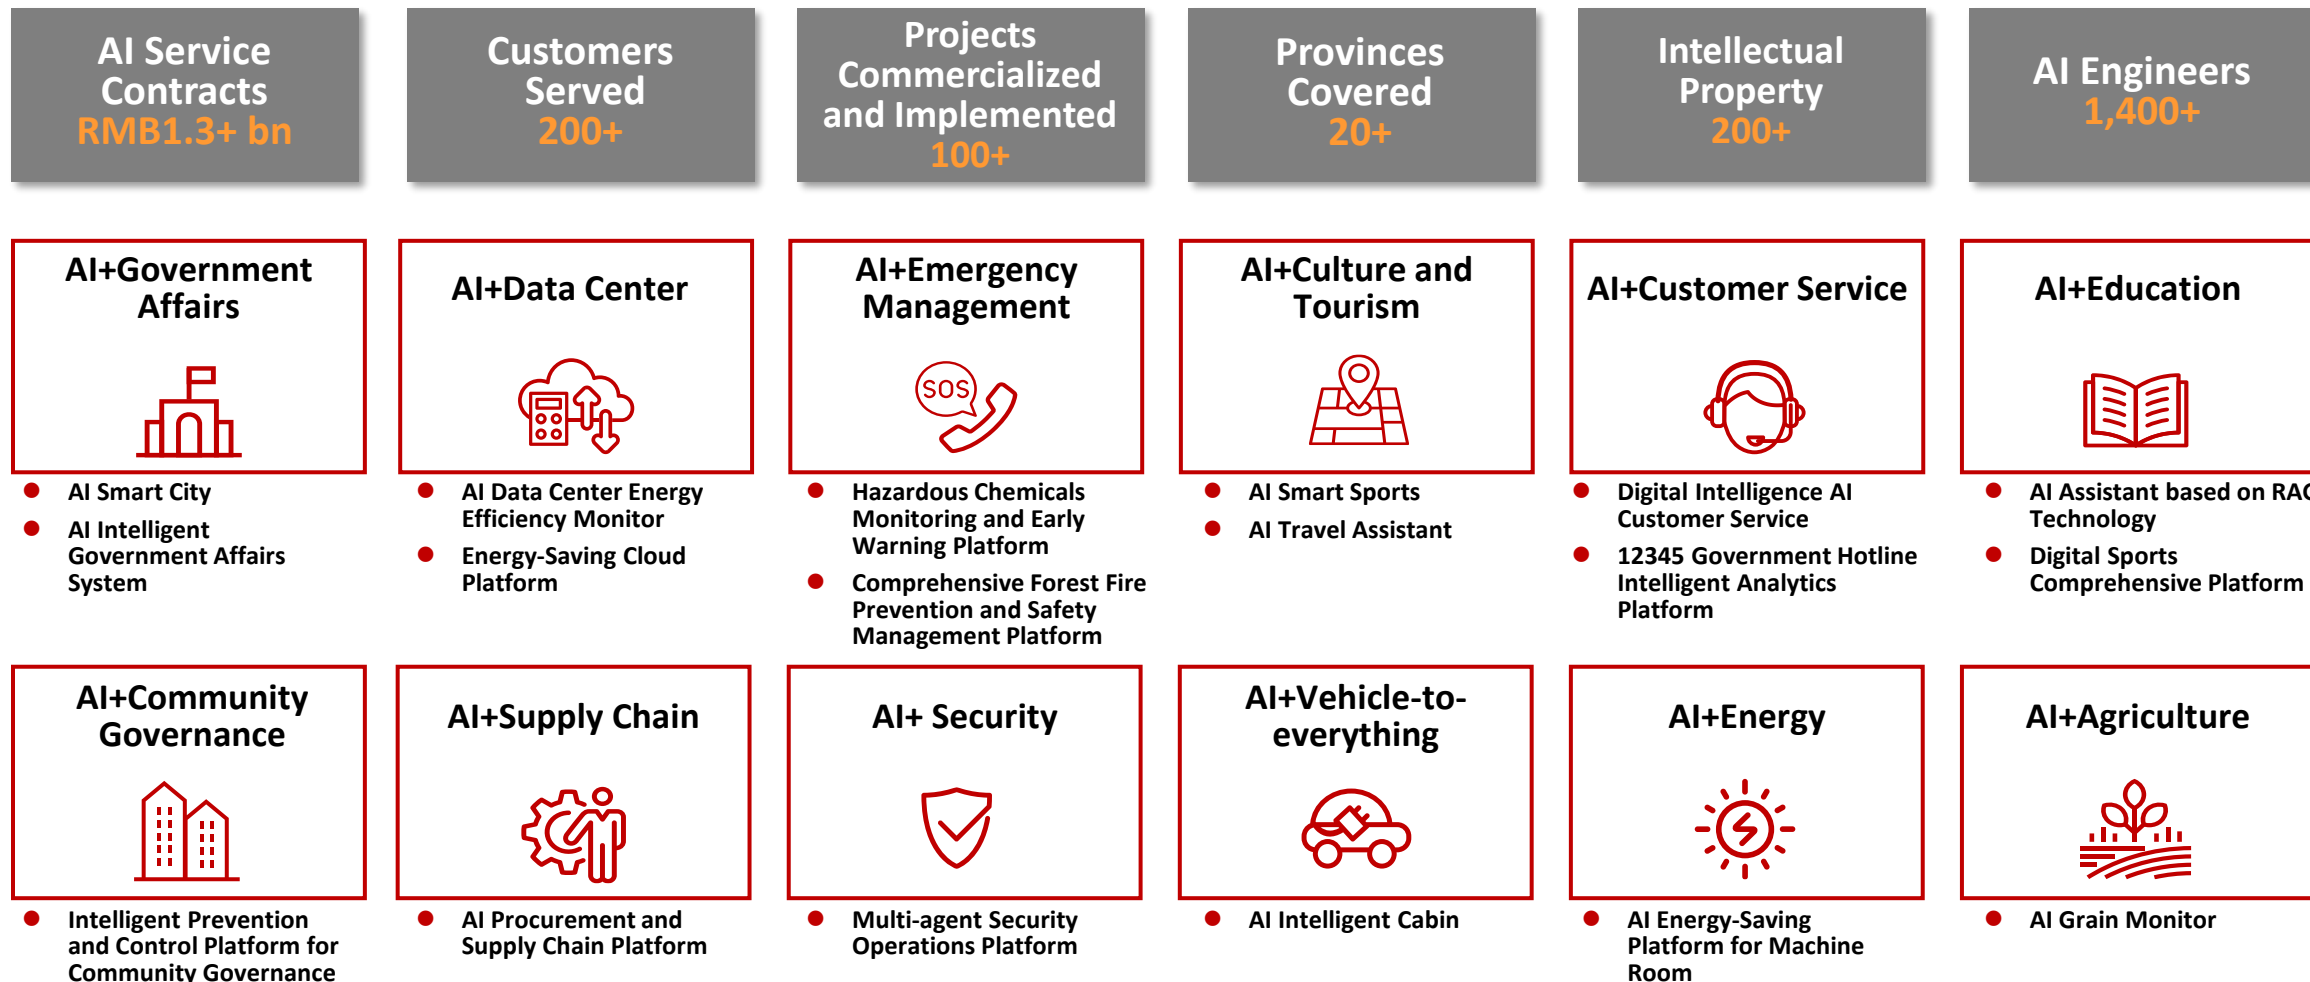 AI Service
Contracts
RMB1.3+ bn
Customers
Served
200+
Projects
Commercialized
and Implemented
100+
Provinces
Covered
20+
Intellectual
Property
200+
AI Engineers
1,400+
AI+Government
Affairs
● AI Smart City
● AI Intelligent
Government Affairs
System
AI+Data Center
● AI Data Center Energy
Efficiency Monitor
● Energy-Saving Cloud
Platform
AI+Emergency
Management
SOS
● Hazardous Chemicals
Monitoring and Early
Warning Platform
● Comprehensive Forest Fire
Prevention and Safety
Management Platform
AI+Culture and
Tourism
● AI Smart Sports
● AI Travel Assistant
AI+Customer Service
● Digital Intelligence AI
Customer Service
● 12345 Government Hotline
Intelligent Analytics
Platform
AI+Education
● AI Assistant based on RAG
Technology
● Digital Sports
Comprehensive Platform
AI+Community
Governance
● Intelligent Prevention
and Control Platform for
Community Governance
AI+Supply Chain
● AI Procurement and
Supply Chain Platform
AI+ Security
● Multi-agent Security
Operations Platform
AI+Vehicle-to-
everything
● AI Intelligent Cabin
AI+Energy
● AI Energy-Saving
Platform for Machine
Room
AI+Agriculture
● AI Grain Monitor